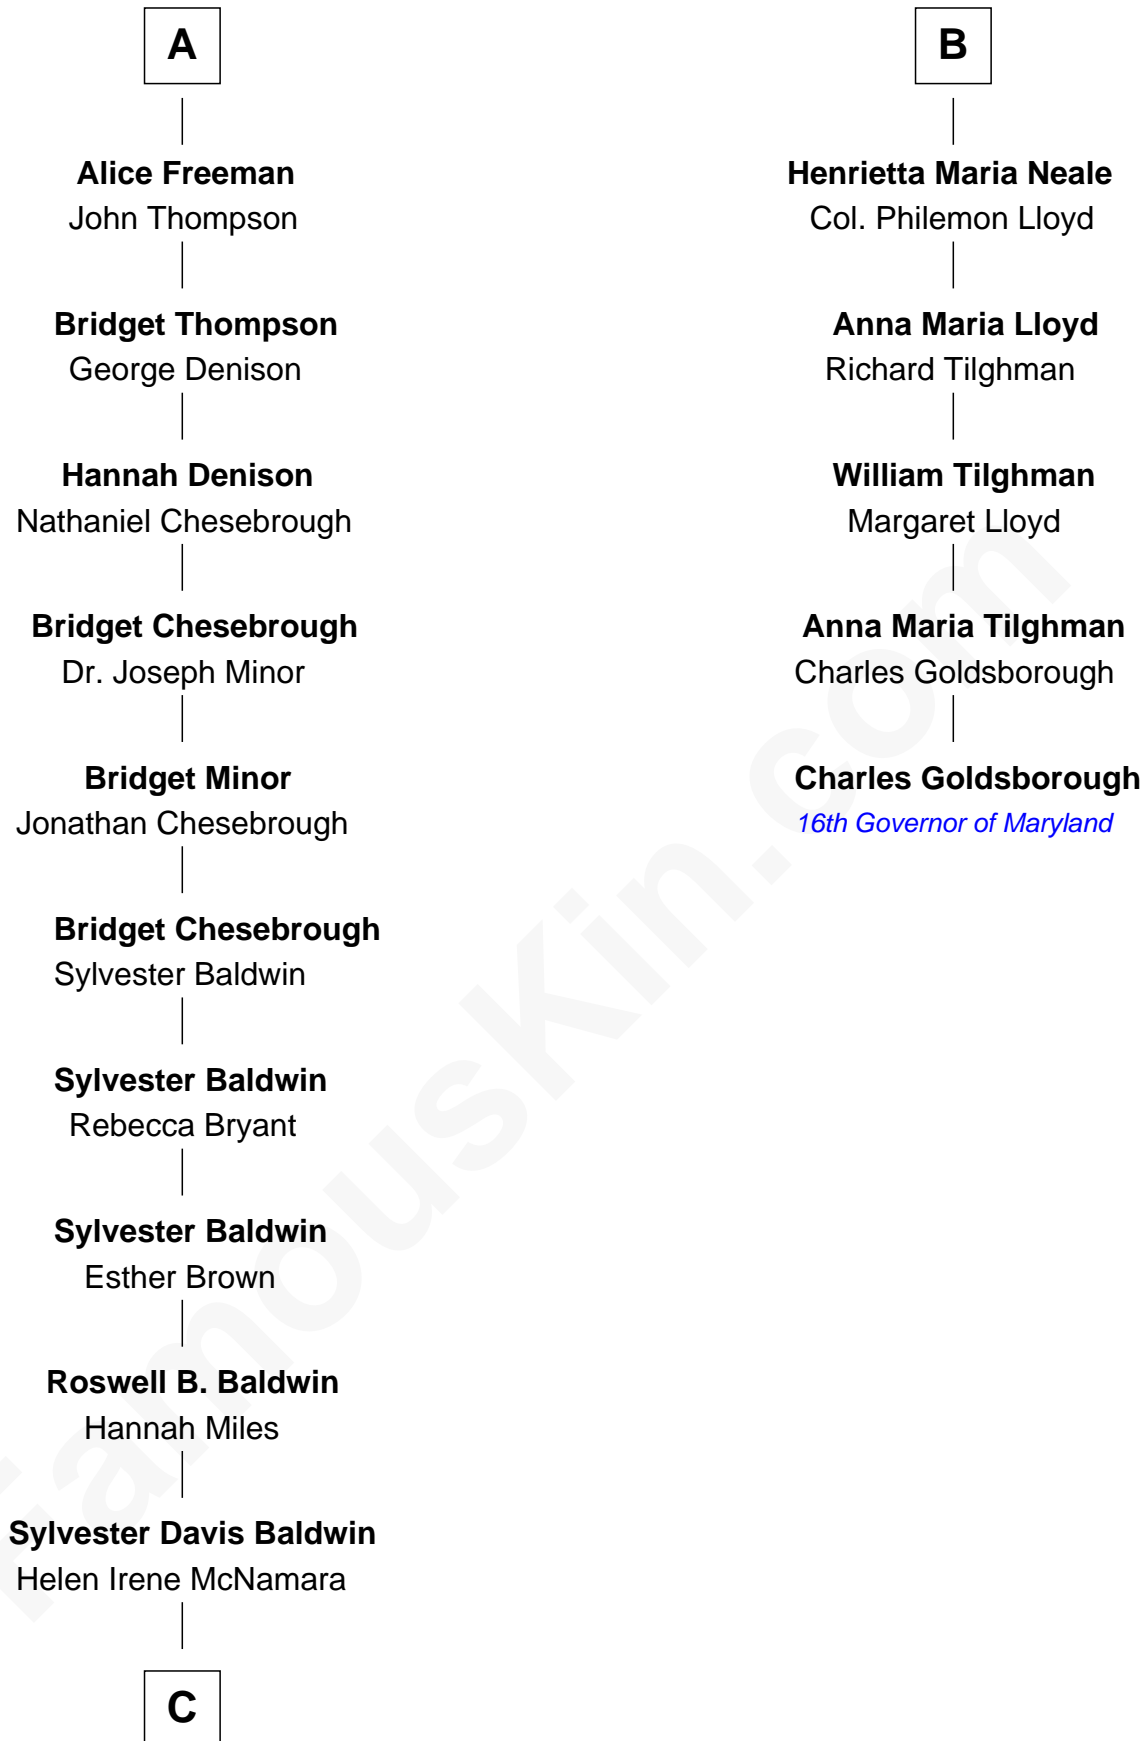 A
Alice Freeman
John Thompson
Bridget Thompson
George Denison
Hannah Denison
Nathaniel Chesebrough
Bridget Chesebrough
Dr. Joseph Minor
Bridget Minor
Jonathan Chesebrough
Bridget Chesebrough
Sylvester Baldwin
Sylvester Baldwin
Rebecca Bryant
Sylvester Baldwin
Esther Brown
Roswell B. Baldwin
Hannah Miles
Sylvester Davis Baldwin
Helen Irene McNamara
C
B
Henrietta Maria Neale
Col. Philemon Lloyd
Anna Maria Lloyd
Richard Tilghman
William Tilghman
Margaret Lloyd
Anna Maria Tilghman
Charles Goldsborough
Charles Goldsborough
16th Governor of Maryland
FamousKin.com